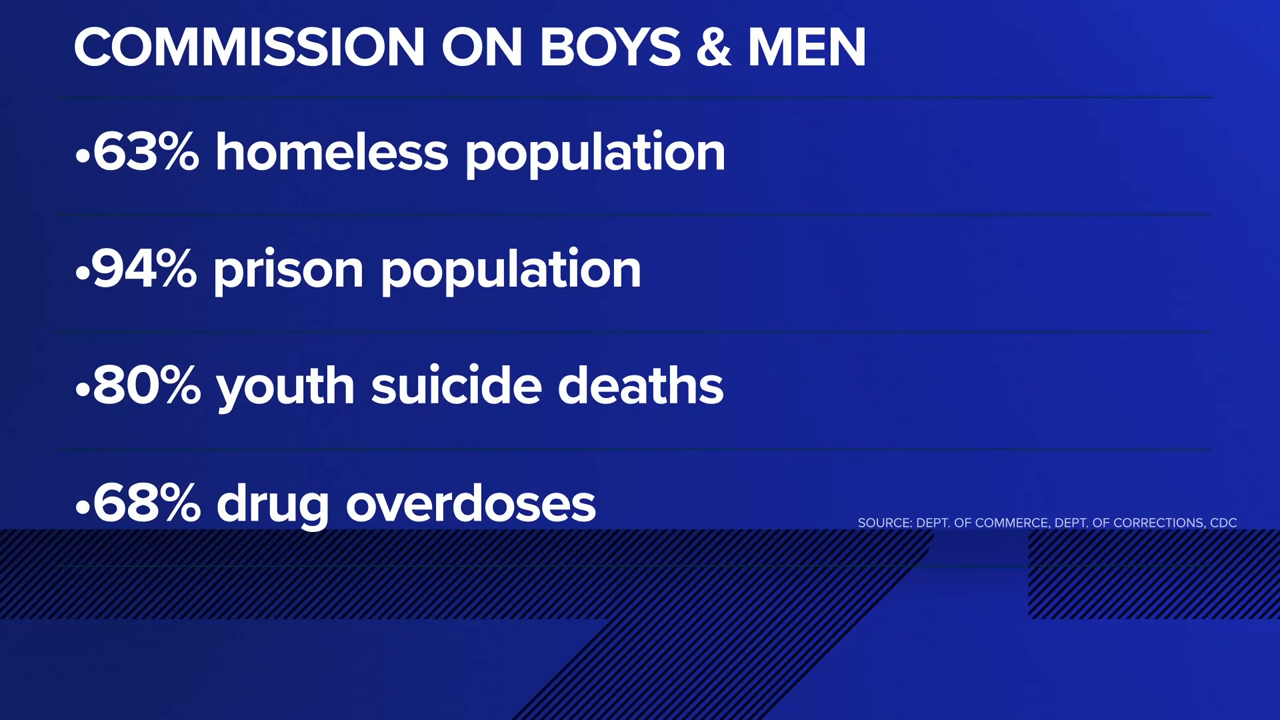 COMMISSION ON BOYS & MEN
•63% homeless population
•94% prison population
•80% youth suicide deaths
•68% drug overdoses
SOURCE: DEPT. OF COMMERCE, DEPT. OF CORRECTIONS, CDC